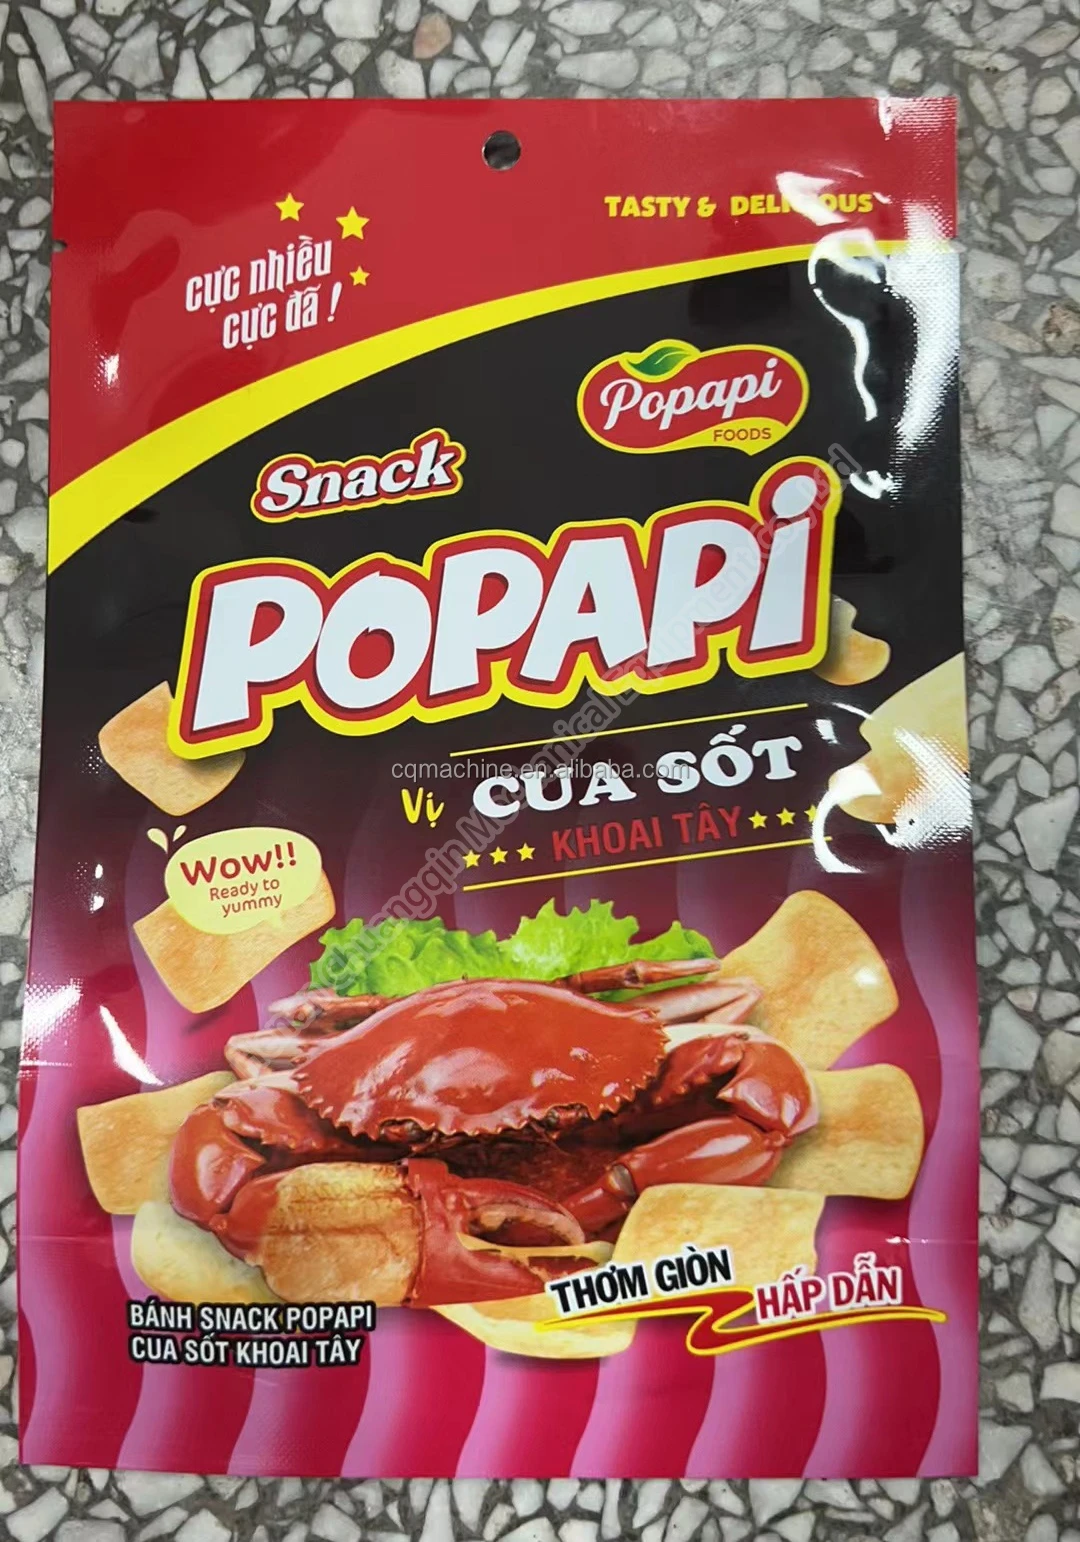 TASTY & DELICIOUS
cực nhiều
cực đã !
Popapi
FOODS
Snack
POPAPi
Vị CUA SỐT
KHOAI TÂY
cqmachine.en.alibaba.com
Wow!!
Ready to
yummy
THƠM GIÒN
HẤP DẪN
BÁNH SNACK POPAPI
CUA SỐT KHOAI TÂY